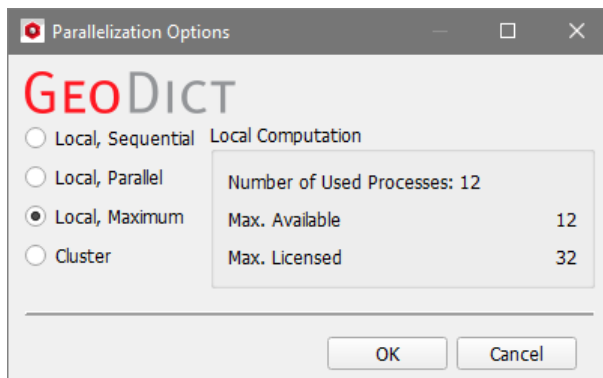 Parallelization Options
GEODICT
Local, Sequential
Local, Parallel
Local, Maximum
Cluster
Local Computation
Number of Used Processes: 12
Max. Available 12
Max. Licensed 32
OK Cancel